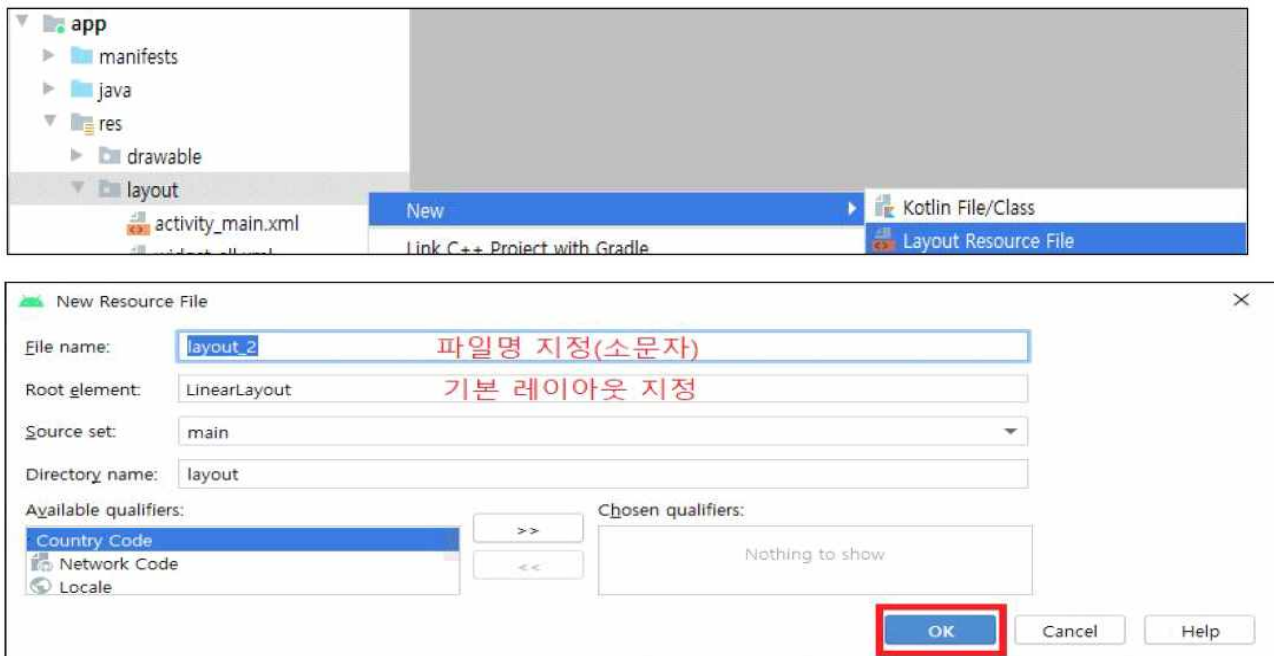 app
manifests
java
res
drawable
layout
activity_main.xml
New
Kotlin File/Class
Link C++ Project with Gradle
Layout Resource File
New Resource File
File name: layout_2 파일명 지정(소문자)
Root element: LinearLayout 기본 레이아웃 지정
Source set: main
Directory name: layout
Available qualifiers: Chosen qualifiers:
Country Code >>
Nothing to show
Network Code <<
Locale
OK Cancel Help